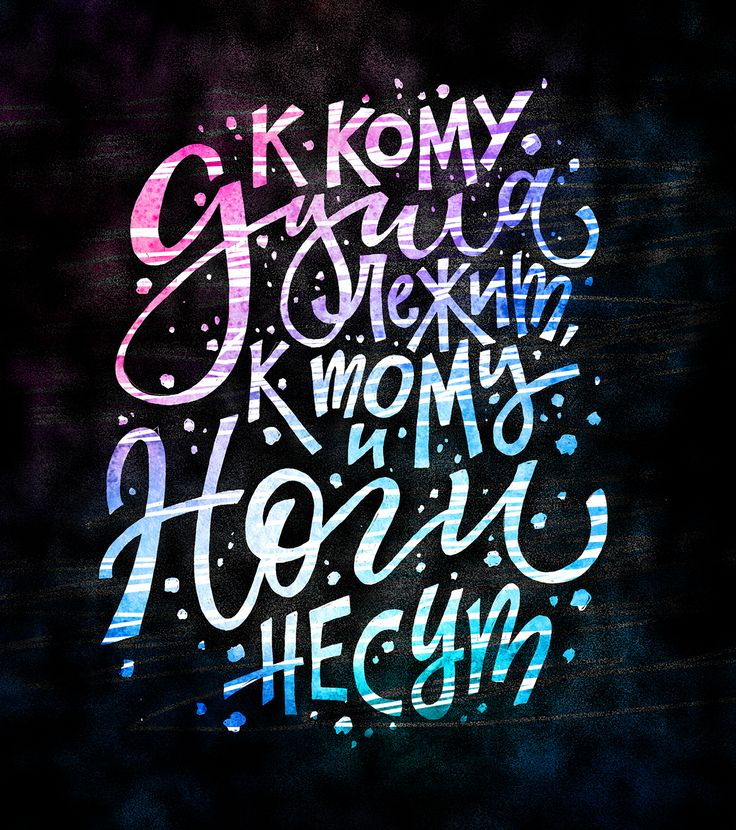 К КОМУ
душа
лежит,
к тому
и
Ноги
НЕСУТ